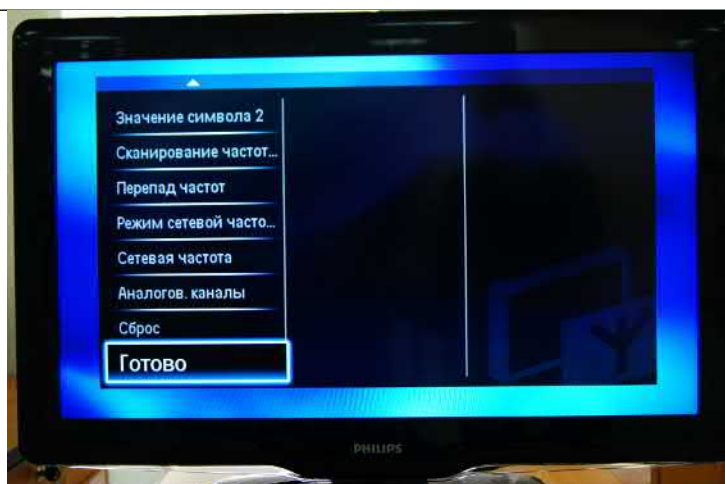 Значение символа 2
Сканирование частот...
Перепад частот
Режим сетевой часто...
Сетевая частота
Аналогов. каналы
Сброс
Готово
PHILIPS